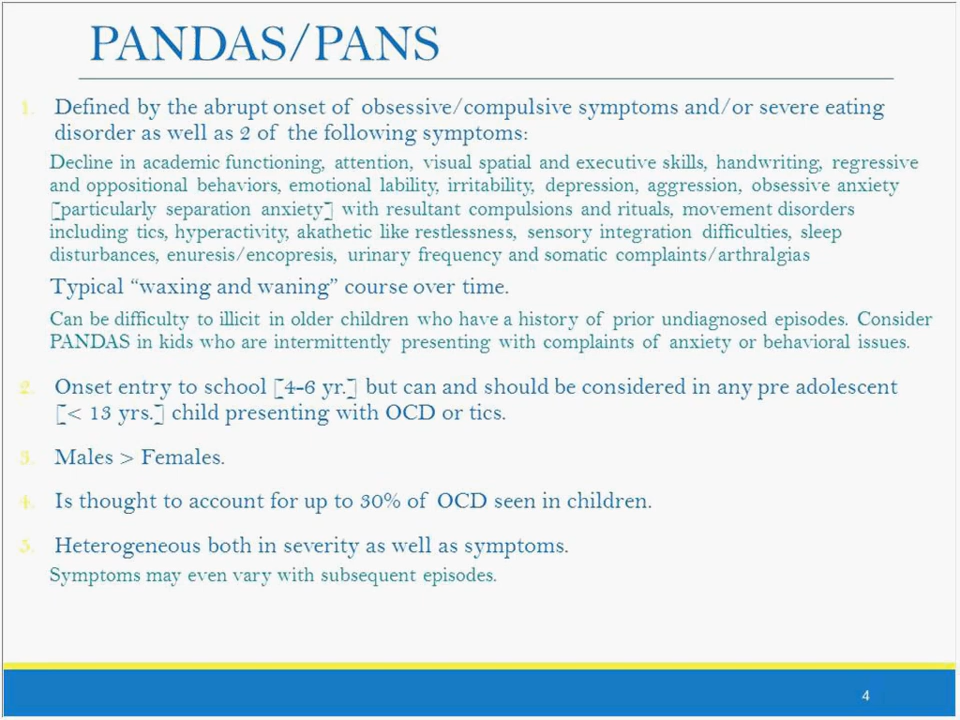 PANDAS/PANS
1. Defined by the abrupt onset of obsessive/compulsive symptoms and/or severe eating
disorder as well as 2 of the following symptoms:
Decline in academic functioning, attention, visual spatial and executive skills, handwriting, regressive
and oppositional behaviors, emotional lability, irritability, depression, aggression, obsessive anxiety
[particularly separation anxiety] with resultant compulsions and rituals, movement disorders
including tics, hyperactivity, akathetic like restlessness, sensory integration difficulties, sleep
disturbances, enuresis/encopresis, urinary frequency and somatic complaints/arthralgias
Typical “waxing and waning” course over time.
Can be difficulty to illicit in older children who have a history of prior undiagnosed episodes. Consider
PANDAS in kids who are intermittently presenting with complaints of anxiety or behavioral issues.
2. Onset entry to school [4-6 yr.] but can and should be considered in any pre adolescent
[< 13 yrs.] child presenting with OCD or tics.
3. Males > Females.
4. Is thought to account for up to 30% of OCD seen in children.
5. Heterogeneous both in severity as well as symptoms.
Symptoms may even vary with subsequent episodes.
4